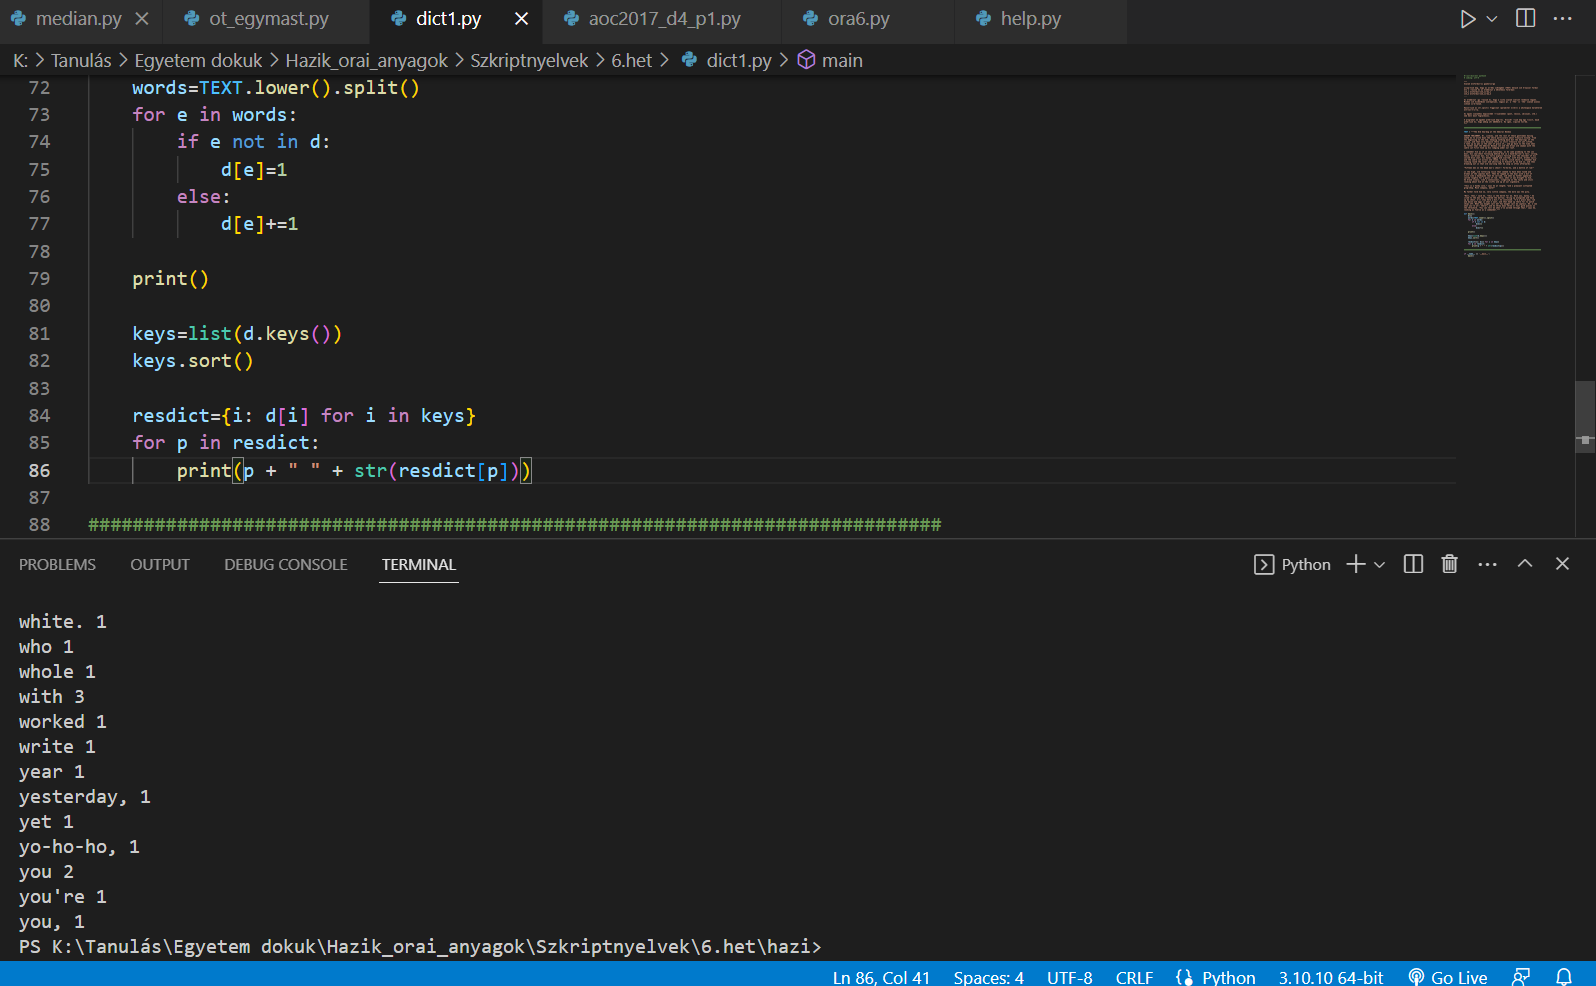 median.py ot_egymast.py dict1.py aoc2017_d4_p1.py ora6.py help.py
K: > Tanulás > Egyetem dokuk > Hazik_orai_anyagok > Szkriptnyelvek > 6.het > dict1.py > main
72 words=TEXT.lower().split()
73 for e in words:
74 if e not in d:
75 d[e]=1
76 else:
77 d[e]+=1
78
79 print()
80
81 keys=list(d.keys())
82 keys.sort()
83
84 resdict={i: d[i] for i in keys}
85 for p in resdict:
86 print(p + " " + str(resdict[p]))
87
88 #############################################################################
PROBLEMS OUTPUT DEBUG CONSOLE TERMINAL Python
white. 1
who 1
whole 1
with 3
worked 1
write 1
year 1
yesterday, 1
yet 1
yo-ho-ho, 1
you 2
you're 1
you, 1
PS K:\Tanulás\Egyetem dokuk\Hazik_orai_anyagok\Szkriptnyelvek\6.het\hazi>
Ln 86, Col 41 Spaces: 4 UTF-8 CRLF Python 3.10.10 64-bit Go Live